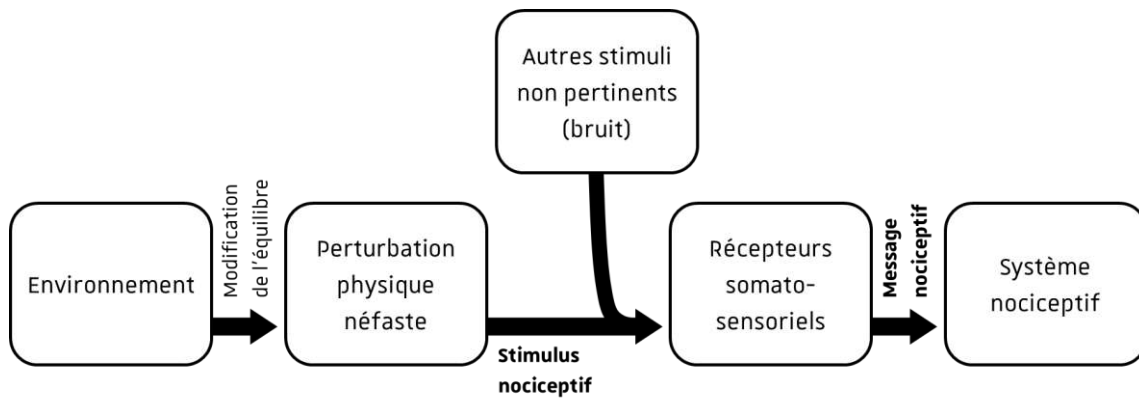 Autres stimuli
non pertinents
(bruit)
Environnement
Modification
de l'équilibre
Perturbation
physique
néfaste
Stimulus
nociceptif
Récepteurs
somato-
sensoriels
Message
nociceptif
Système
nociceptif